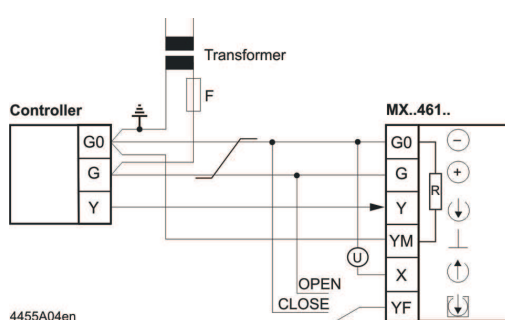 Transformer
F
Controller
MX..461..
G0
G0
G
G
R
Y
Y
YM
U
X
OPEN
CLOSE
YF
4455A04en